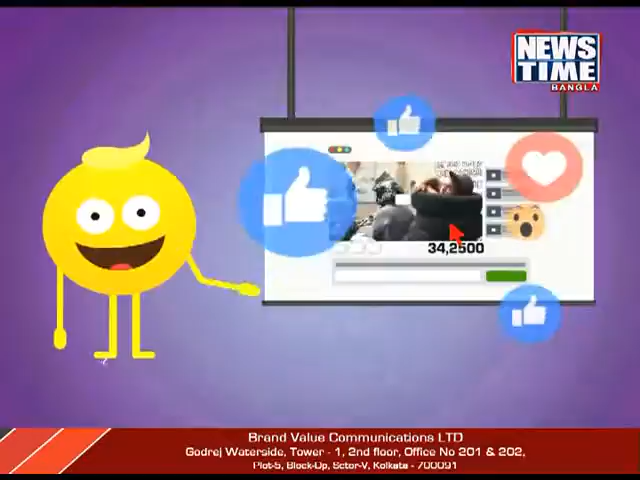 NEWS
TIME
BANGLA
34,2500
Brand Value Communications LTD
Godrej Waterside, Tower - 1, 2nd floor, Office No 201 & 202,
Plot-5, Block-Dp, Sctor-V, Kolkata - 700091